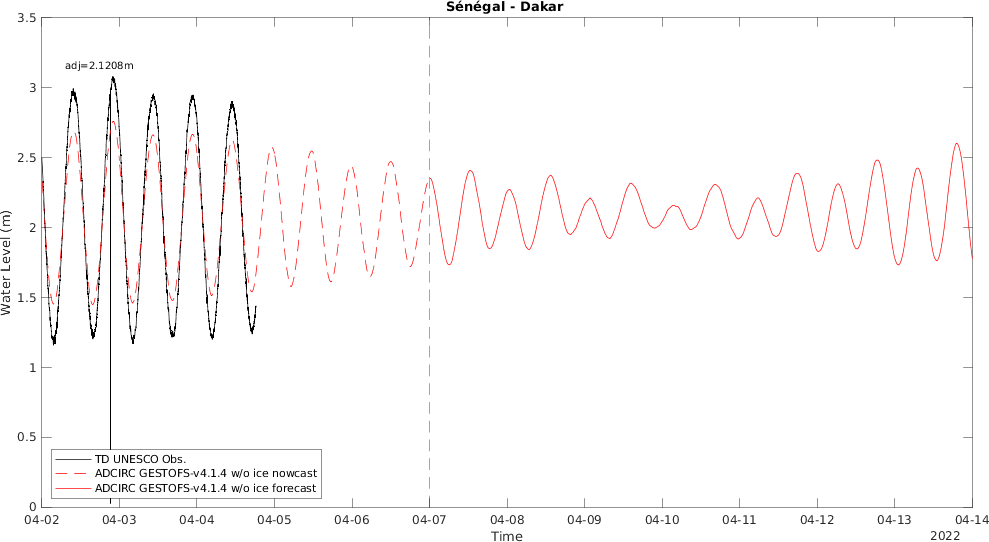 Sénégal - Dakar
3.5
3
2.5
2
1.5
1
0.5
0
Water Level (m)
adj=2.1208m
TD UNESCO Obs.
ADCIRC GESTOFS-v4.1.4 w/o ice nowcast
ADCIRC GESTOFS-v4.1.4 w/o ice forecast
04-02 04-03 04-04 04-05 04-06 04-07 04-08 04-09 04-10 04-11 04-12 04-13 04-14
Time
2022